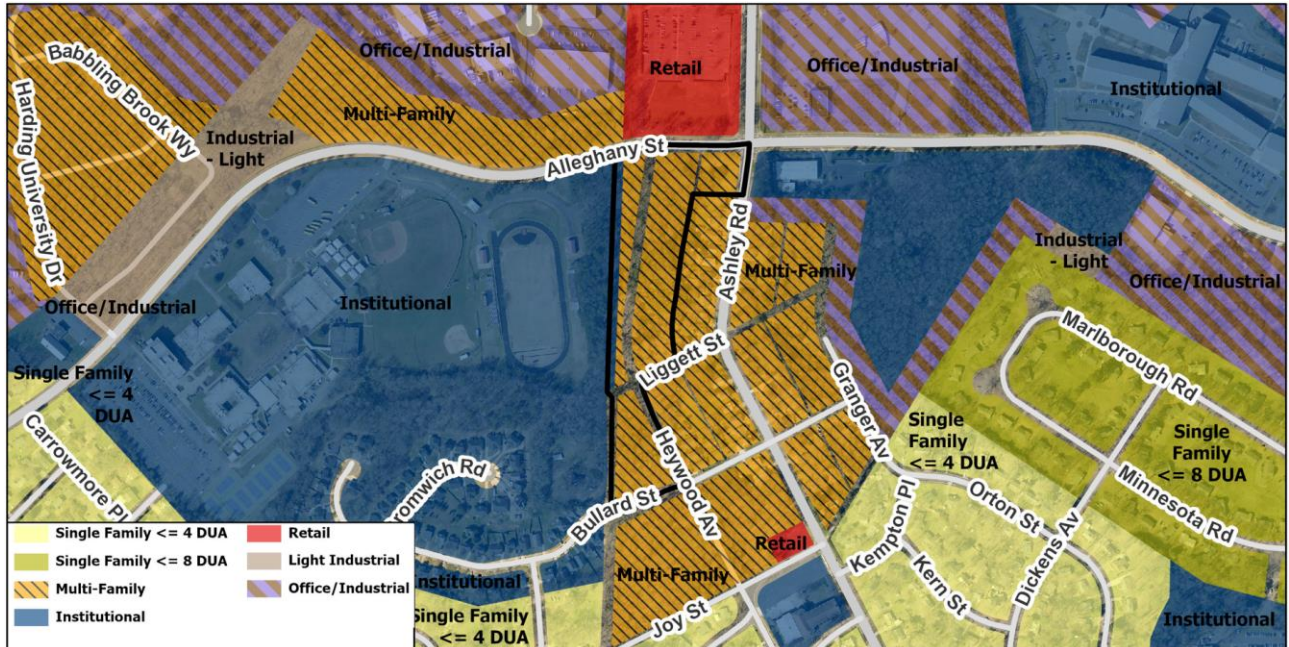 Office/Industrial
Retail
Office/Industrial
Institutional
Babbling Brook Wy
Harding University Dr
Multi-Family
Industrial
- Light
Alleghany St
Ashley Rd
Multi-Family
Industrial
- Light
Office/Industrial
Office/Industrial
Institutional
Marlborough Rd
Liggett St
Granger Av
Single Family
<= 4
DUA
Single Family
<= 4 DUA
Single
Family
<= 8 DUA
Carrowmore Pl
romwich Rd
Heywood Av
Bullard St
Kempton Pl
Orton St
Minnesota Rd
Retail
Kern St
Dickens Av
Multi-Family
Joy St
nstitutional
Single Family
<= 4 DUA
Institutional
Single Family <= 4 DUA
Single Family <= 8 DUA
Multi-Family
Institutional
Retail
Light Industrial
Office/Industrial